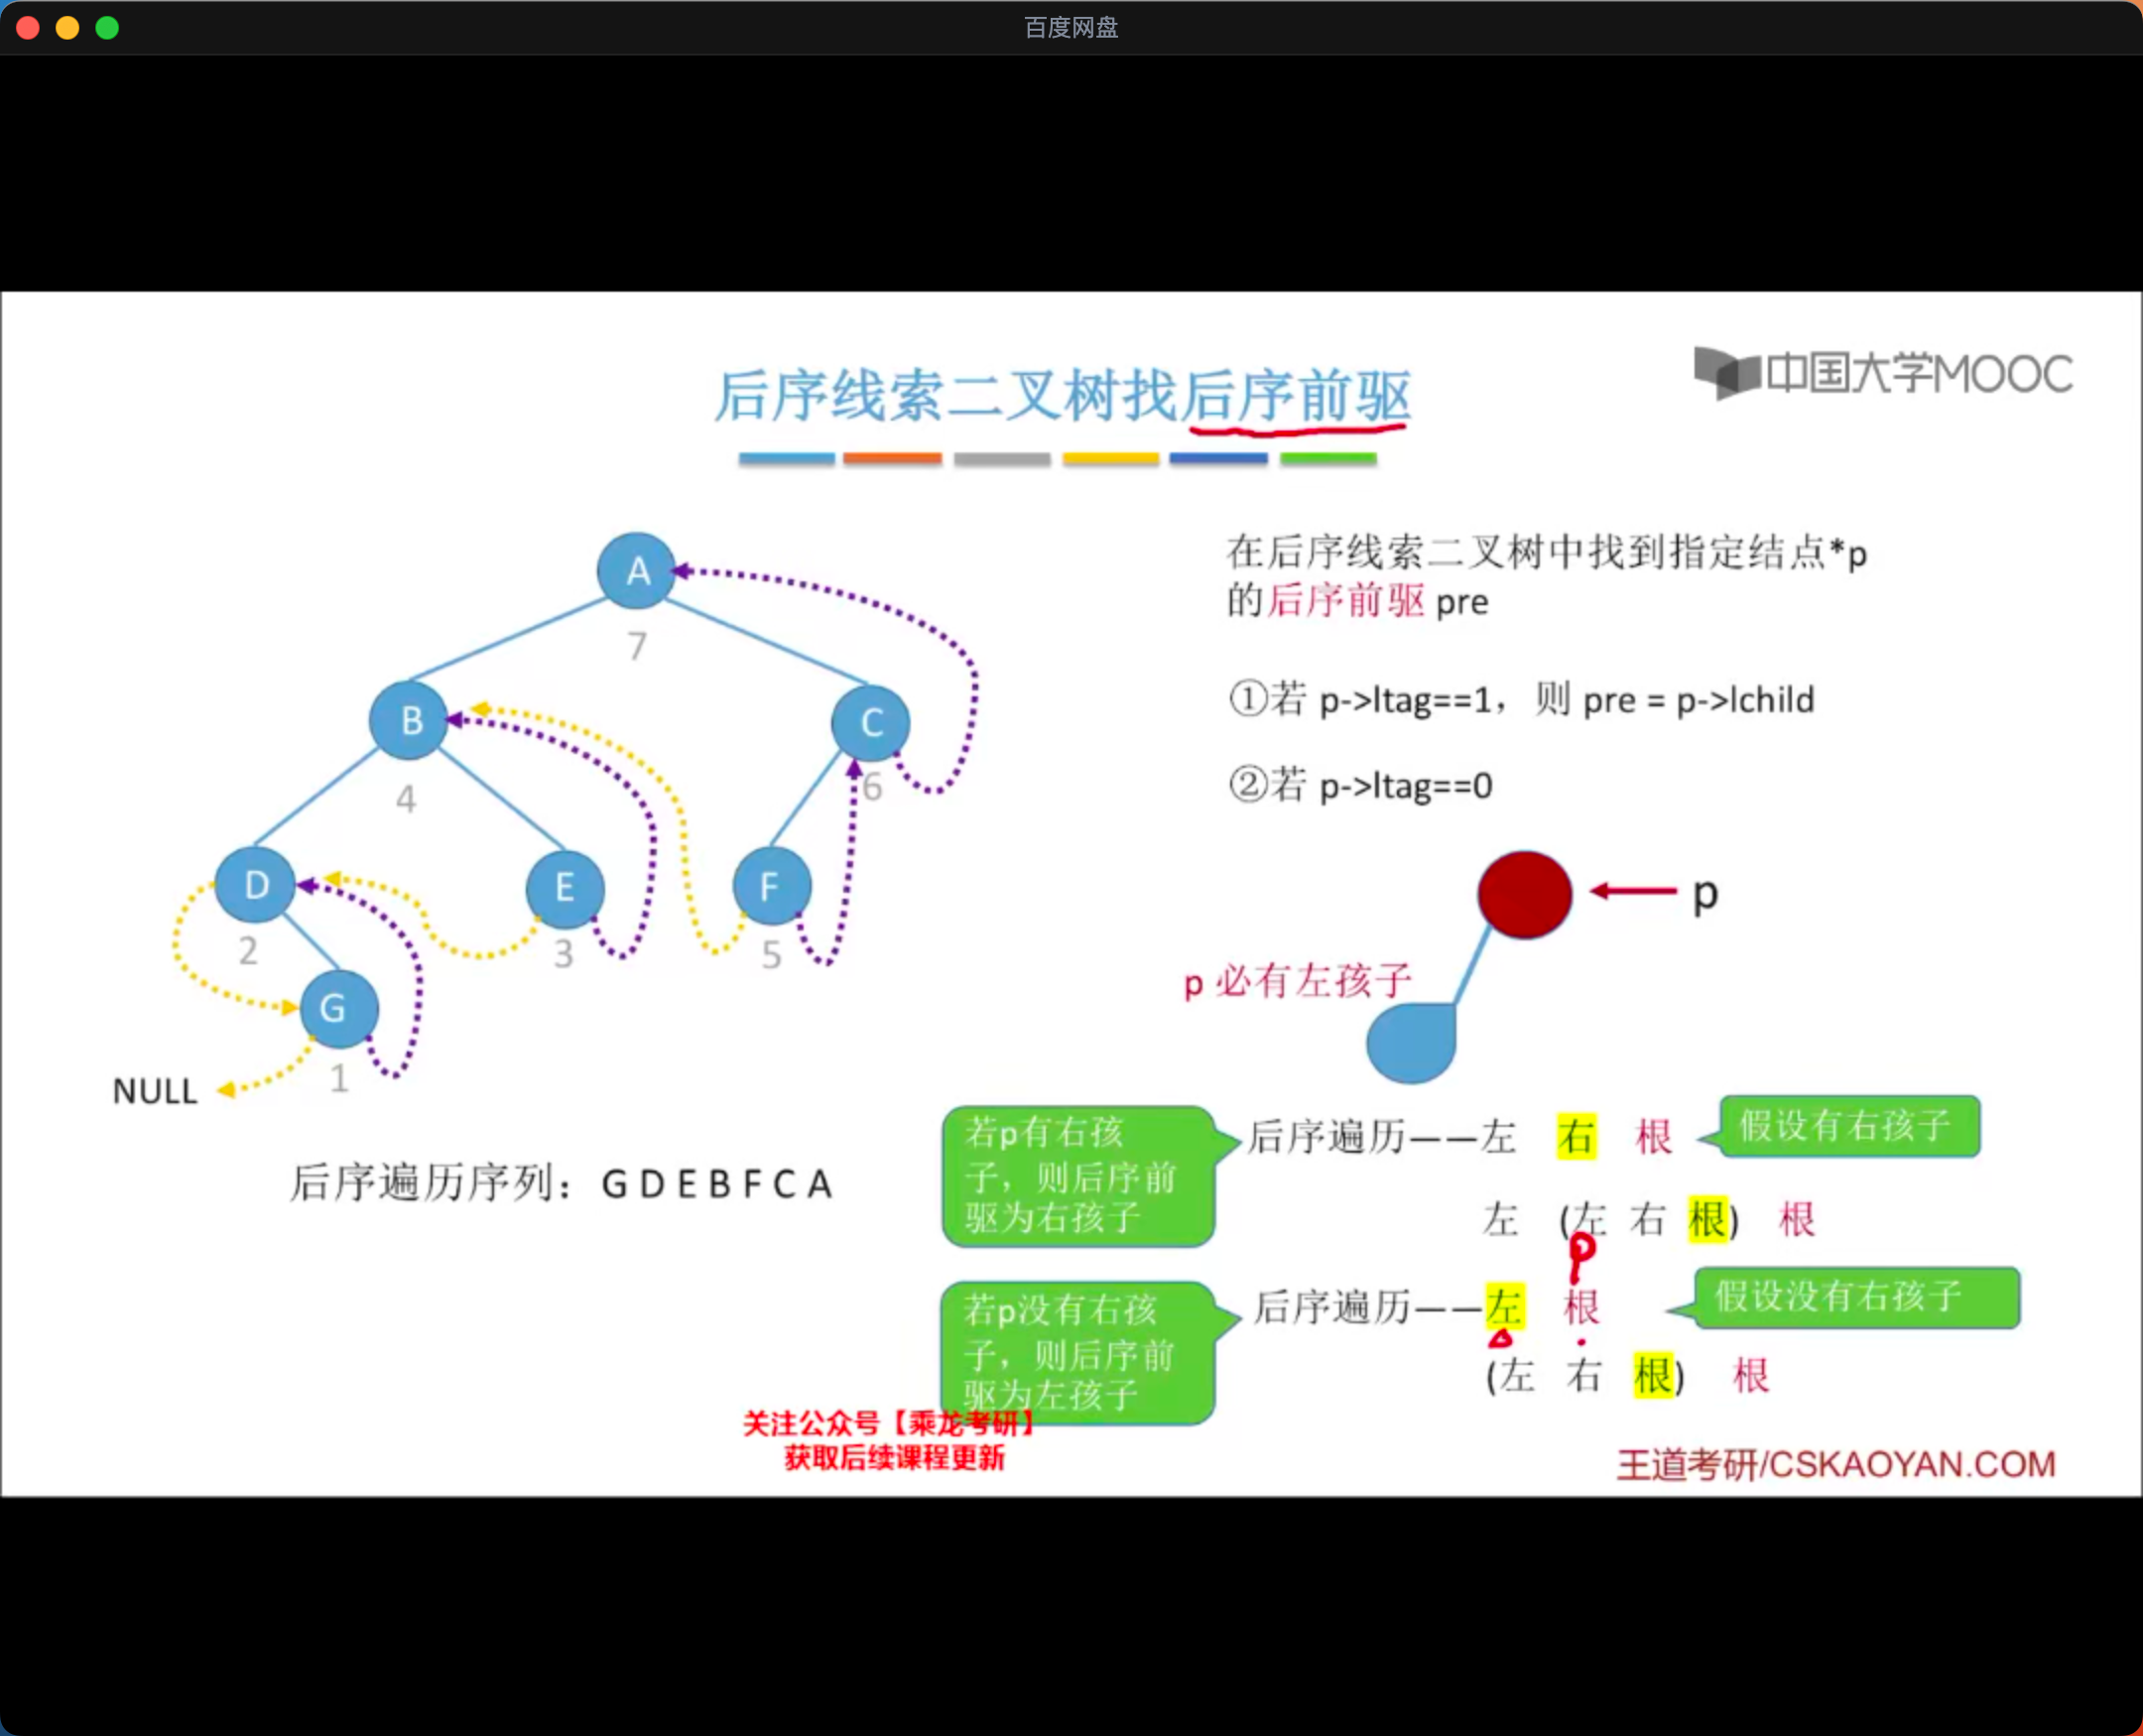 百度网盘
中国大学MOOC
后序线索二叉树找后序前驱
A
7
B
4
C
6
D
2
E
3
F
5
G
1
NULL
后序遍历序列：G D E B F C A
在后序线索二叉树中找到指定结点*p
的后序前驱 pre
①若 p->ltag==1，则 pre = p->lchild
②若 p->ltag==0
p
p 必有左孩子
若p有右孩
子，则后序前
驱为右孩子
后序遍历——左 右 根
假设有右孩子
左 (左 右 根) 根
p
若p没有右孩
子，则后序前
驱为左孩子
后序遍历——左 根
假设没有右孩子
(左 右 根) 根
关注公众号【乘龙考研】
获取后续课程更新
王道考研/CSKAOYAN.COM